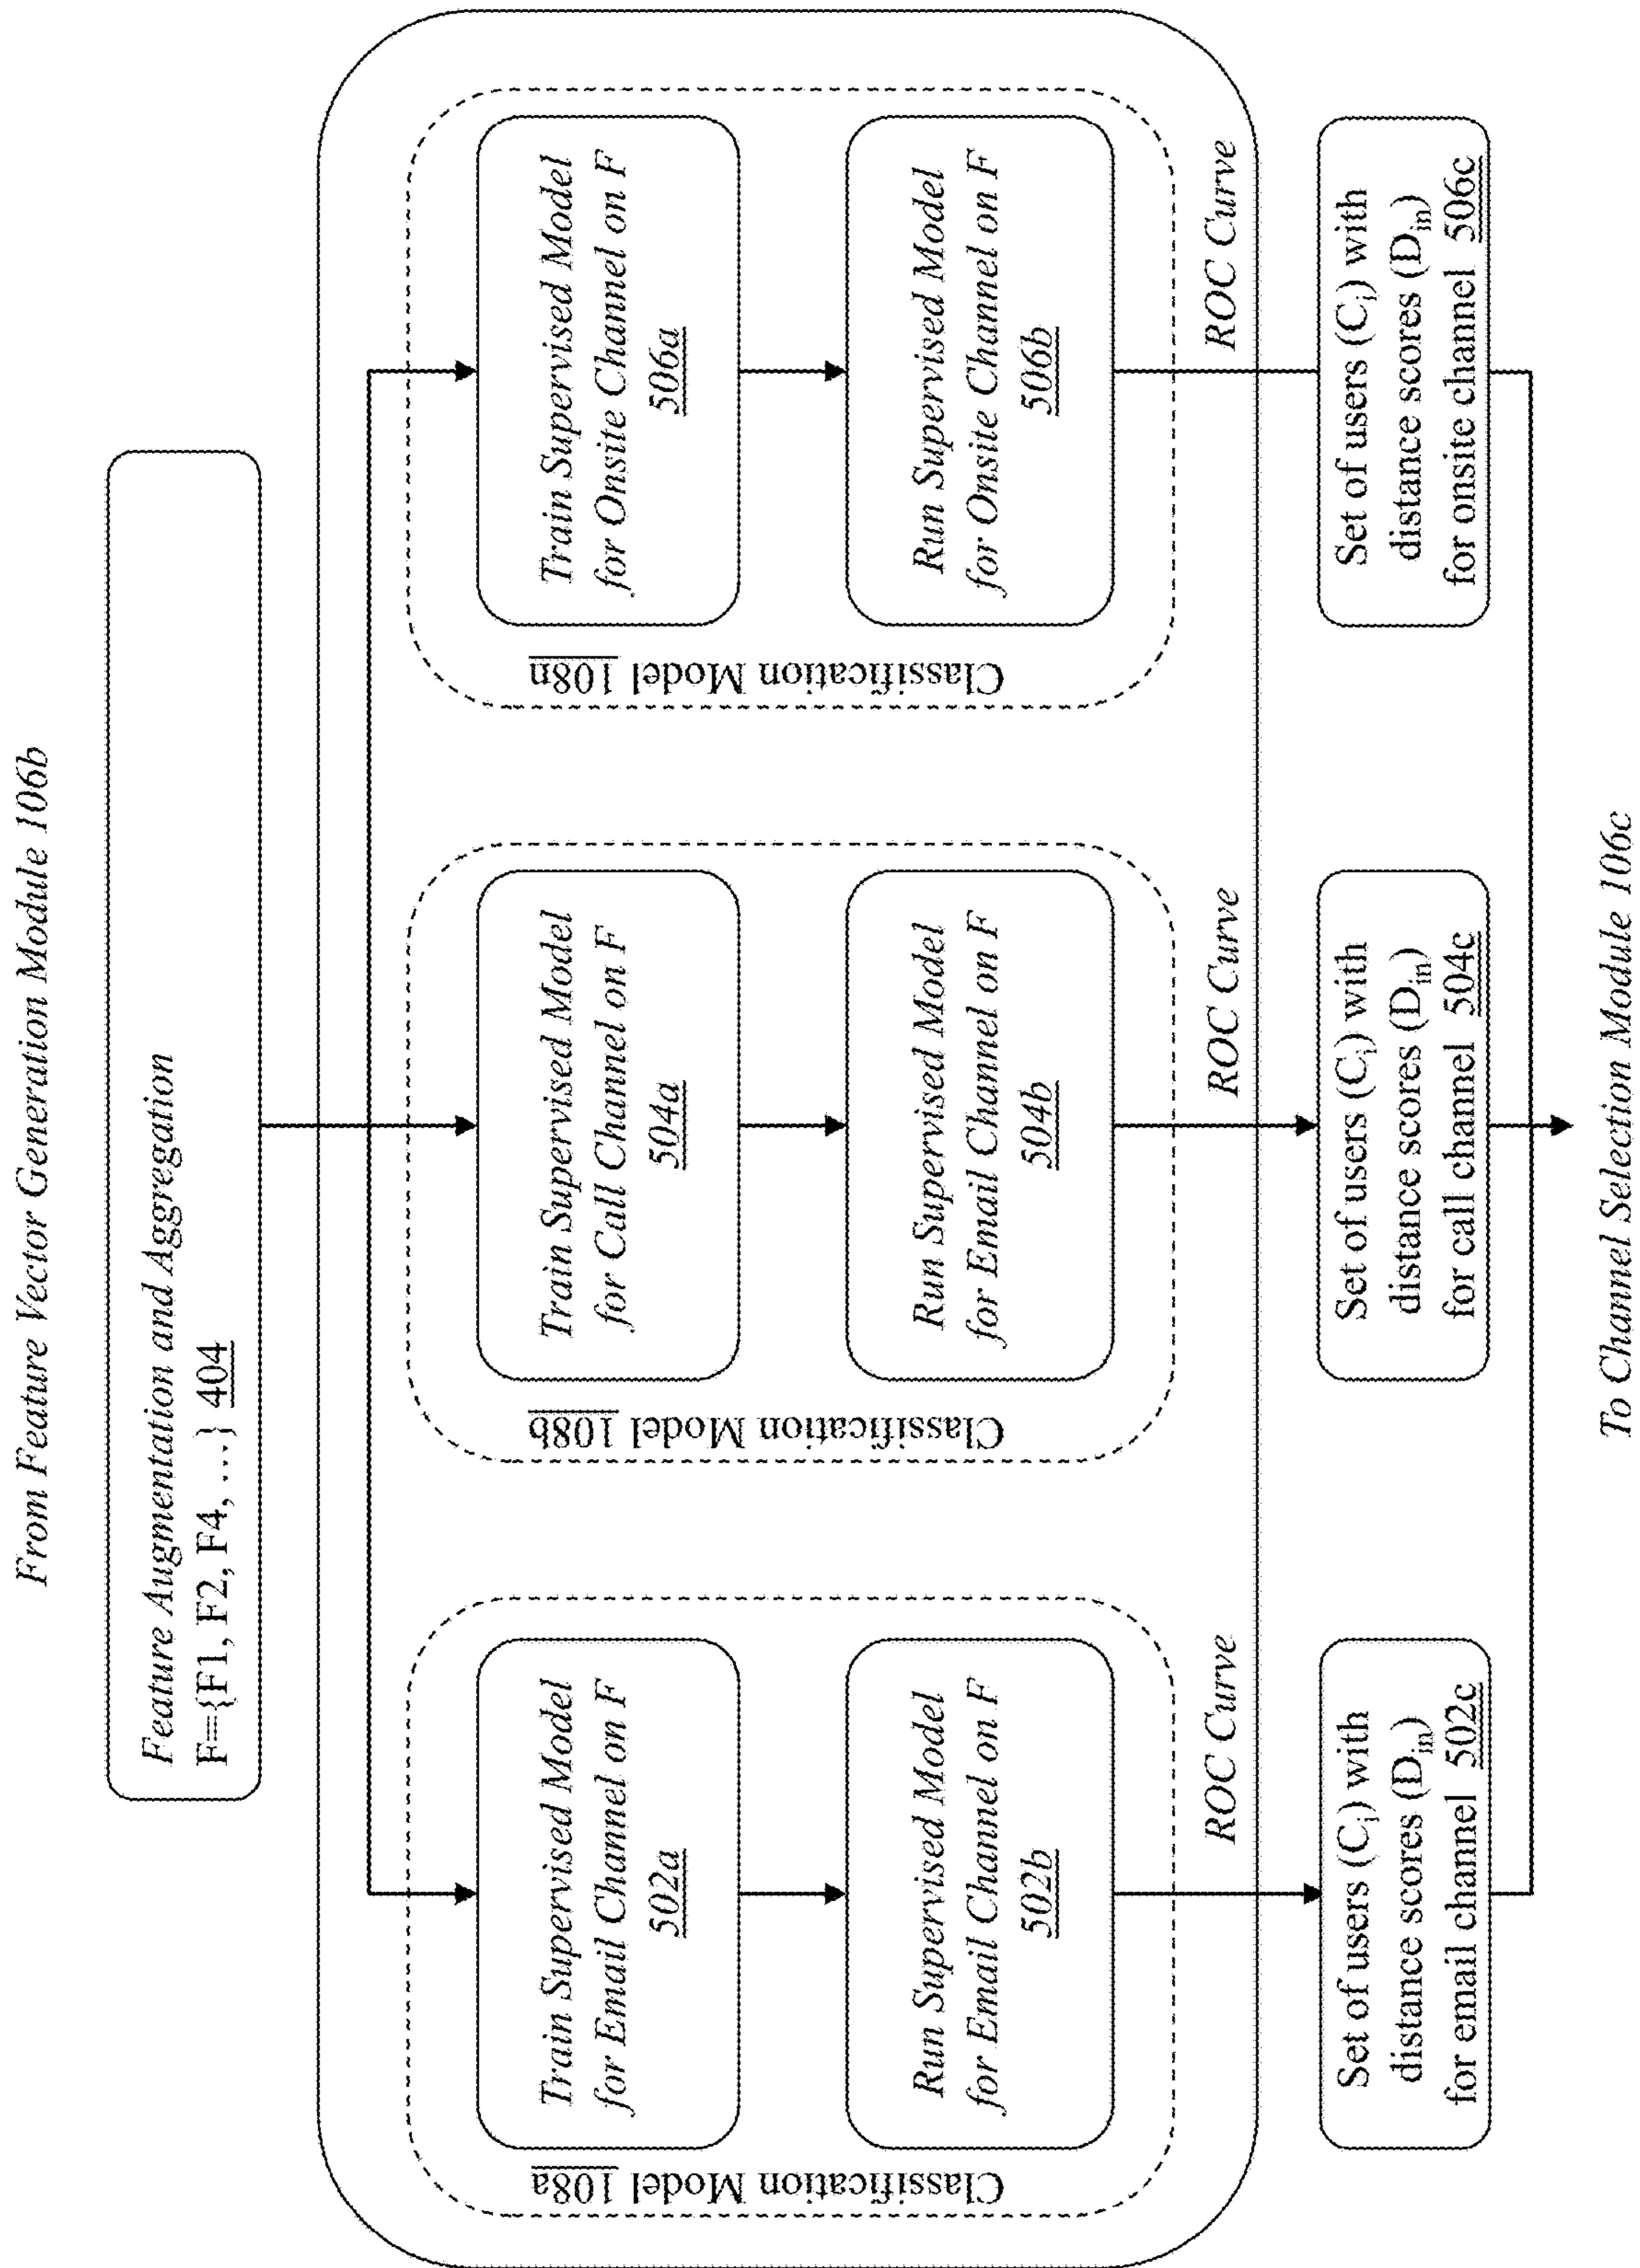 From Feature Vector Generation Module 106b
Feature Augmentation and Aggregation
F={F1, F2, F4, ...} 404
Classification Model 108a
Train Supervised Model
for Email Channel on F
502a
Run Supervised Model
for Email Channel on F
502b
ROC Curve
Set of users (Ci) with
distance scores (Din)
for email channel 502c
Classification Model 108b
Train Supervised Model
for Call Channel on F
504a
Run Supervised Model
for Email Channel on F
504b
ROC Curve
Set of users (Ci) with
distance scores (Din)
for call channel 504c
Classification Model 108n
Train Supervised Model
for Onsite Channel on F
506a
Run Supervised Model
for Onsite Channel on F
506b
ROC Curve
Set of users (Ci) with
distance scores (Din)
for onsite channel 506c
To Channel Selection Module 106c